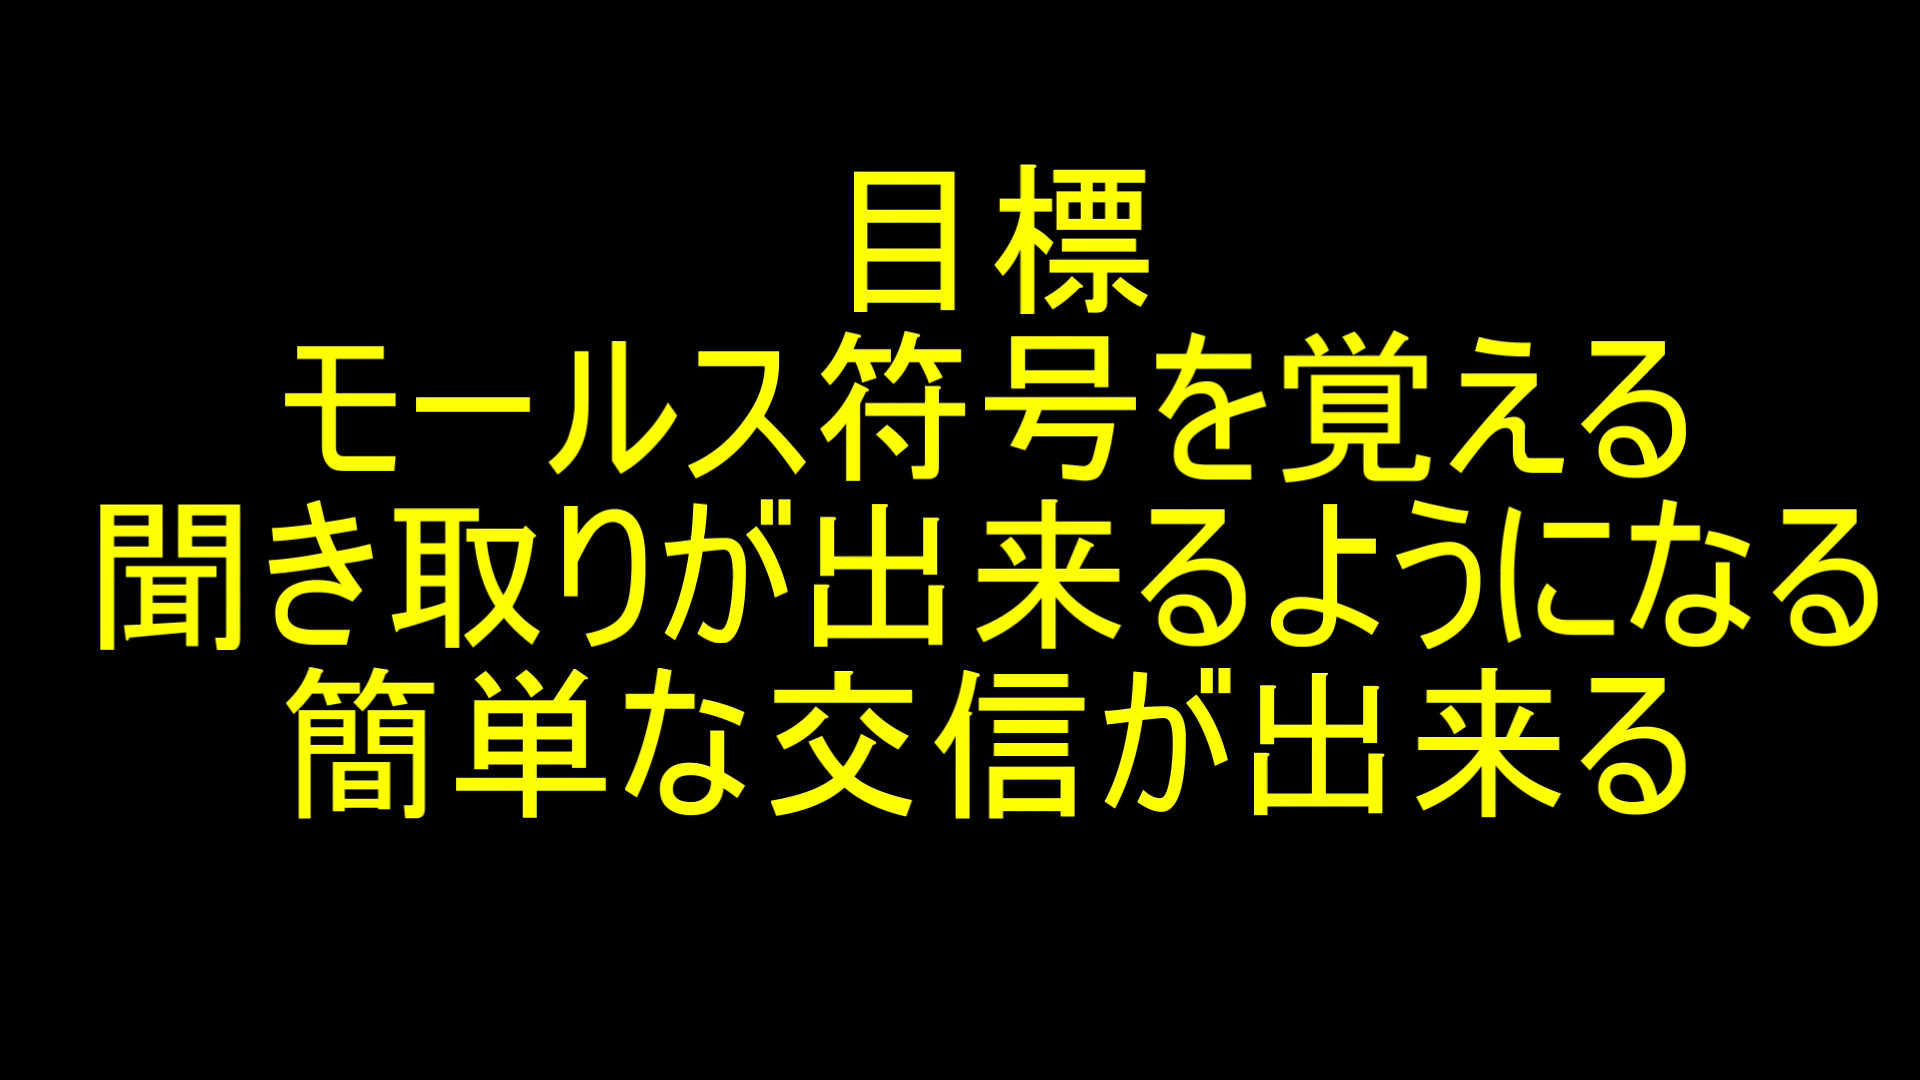 目標
モールス符号を覚える
聞き取りが出来るようになる
簡単な交信が出来る